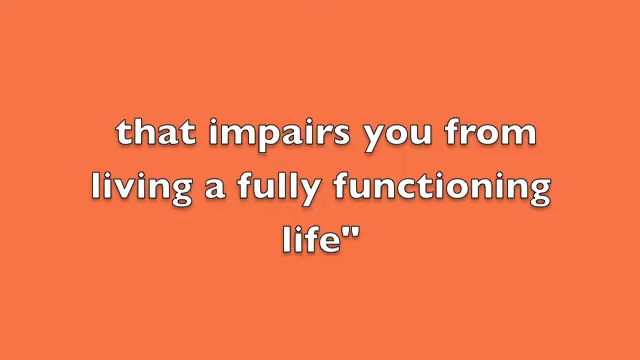 that impairs you from
living a fully functioning
life"